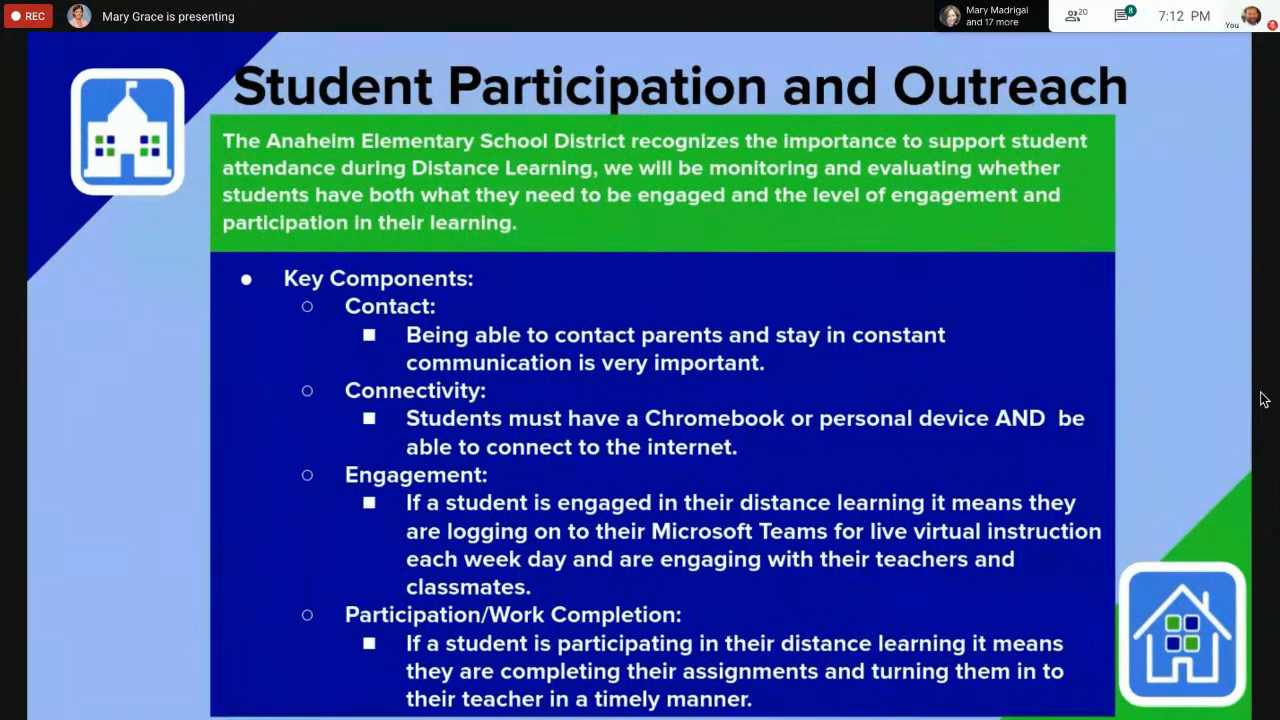 REC
Mary Grace is presenting
Mary Madrigal
and 17 more
20
8
7:12 PM
You
Student Participation and Outreach
The Anaheim Elementary School District recognizes the importance to support student
attendance during Distance Learning, we will be monitoring and evaluating whether
students have both what they need to be engaged and the level of engagement and
participation in their learning.
● Key Components:
○ Contact:
■ Being able to contact parents and stay in constant
communication is very important.
○ Connectivity:
■ Students must have a Chromebook or personal device AND be
able to connect to the internet.
○ Engagement:
■ If a student is engaged in their distance learning it means they
are logging on to their Microsoft Teams for live virtual instruction
each week day and are engaging with their teachers and
classmates.
○ Participation/Work Completion:
■ If a student is participating in their distance learning it means
they are completing their assignments and turning them in to
their teacher in a timely manner.